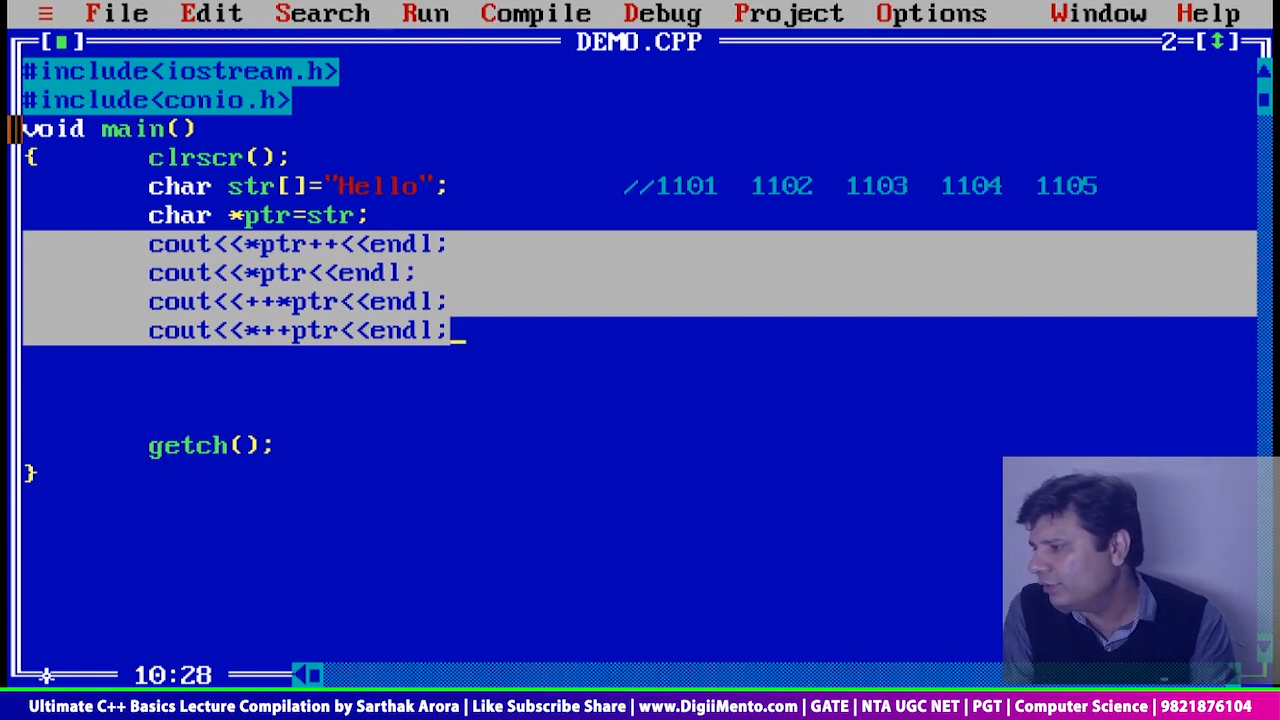 ≡ File Edit Search Run Compile Debug Project Options Window Help
[■] DEMO.CPP 2=[↕]
#include<iostream.h>
#include<conio.h>
void main()
{ clrscr();
char str[]="Hello"; //1101 1102 1103 1104 1105
char *ptr=str;
cout<<*ptr++<<endl;
cout<<*ptr<<endl;
cout<<++*ptr<<endl;
cout<<*++ptr<<endl;
getch();
}
10:28
Ultimate C++ Basics Lecture Compilation by Sarthak Arora | Like Subscribe Share | www.DigiiMento.com | GATE | NTA UGC NET | PGT | Computer Science | 9821876104